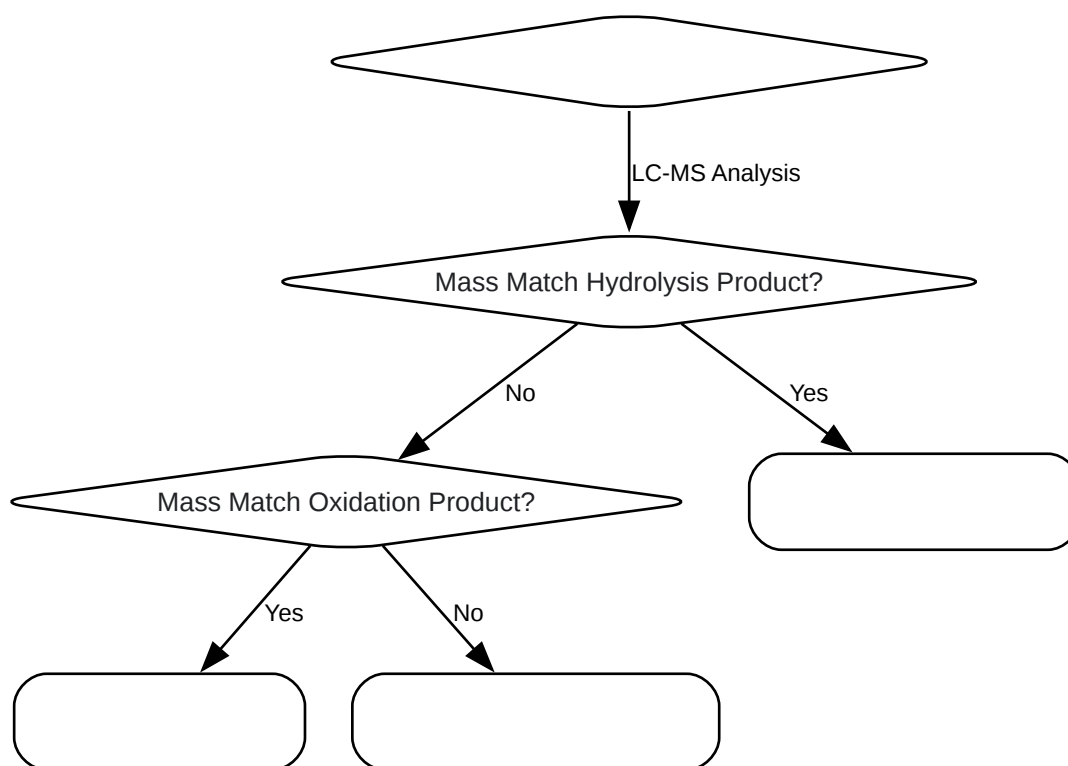 LC-MS Analysis
Mass Match Hydrolysis Product?
No
Yes
Mass Match Oxidation Product?
Yes
No